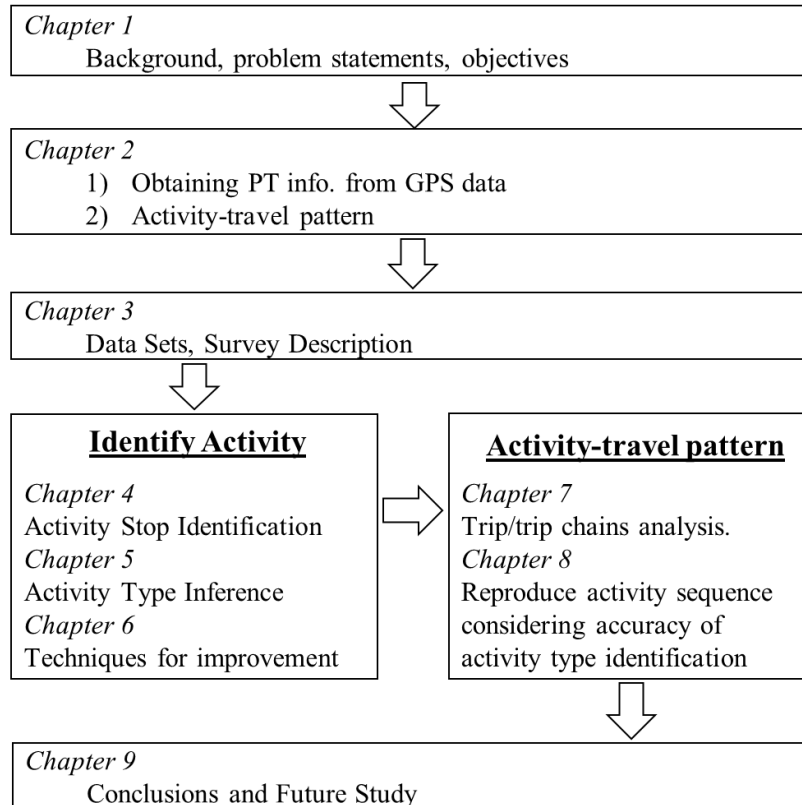 Chapter 1
Background, problem statements, objectives
Chapter 2
1) Obtaining PT info. from GPS data
2) Activity-travel pattern
Chapter 3
Data Sets, Survey Description
Identify Activity
Chapter 4
Activity Stop Identification
Chapter 5
Activity Type Inference
Chapter 6
Techniques for improvement
Activity-travel pattern
Chapter 7
Trip/trip chains analysis.
Chapter 8
Reproduce activity sequence
considering accuracy of
activity type identification
Chapter 9
Conclusions and Future Study